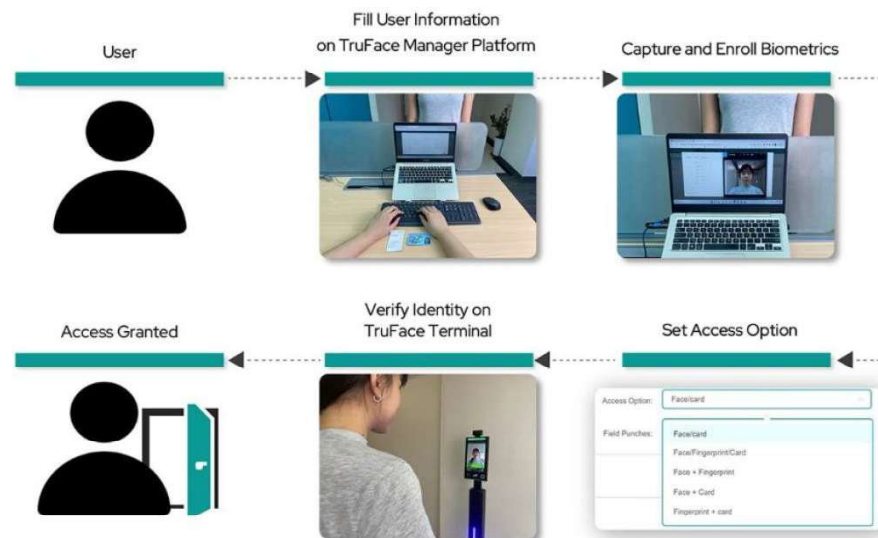 User
Fill User Information
on TruFace Manager Platform
Capture and Enroll Biometrics
Access Granted
Verify Identity on
TruFace Terminal
Set Access Option
Access Option:
Face/card
Field Punches:
Face/card
Face/Fingerprint/Card
Face + Fingerprint
Face + Card
Fingerprint + card